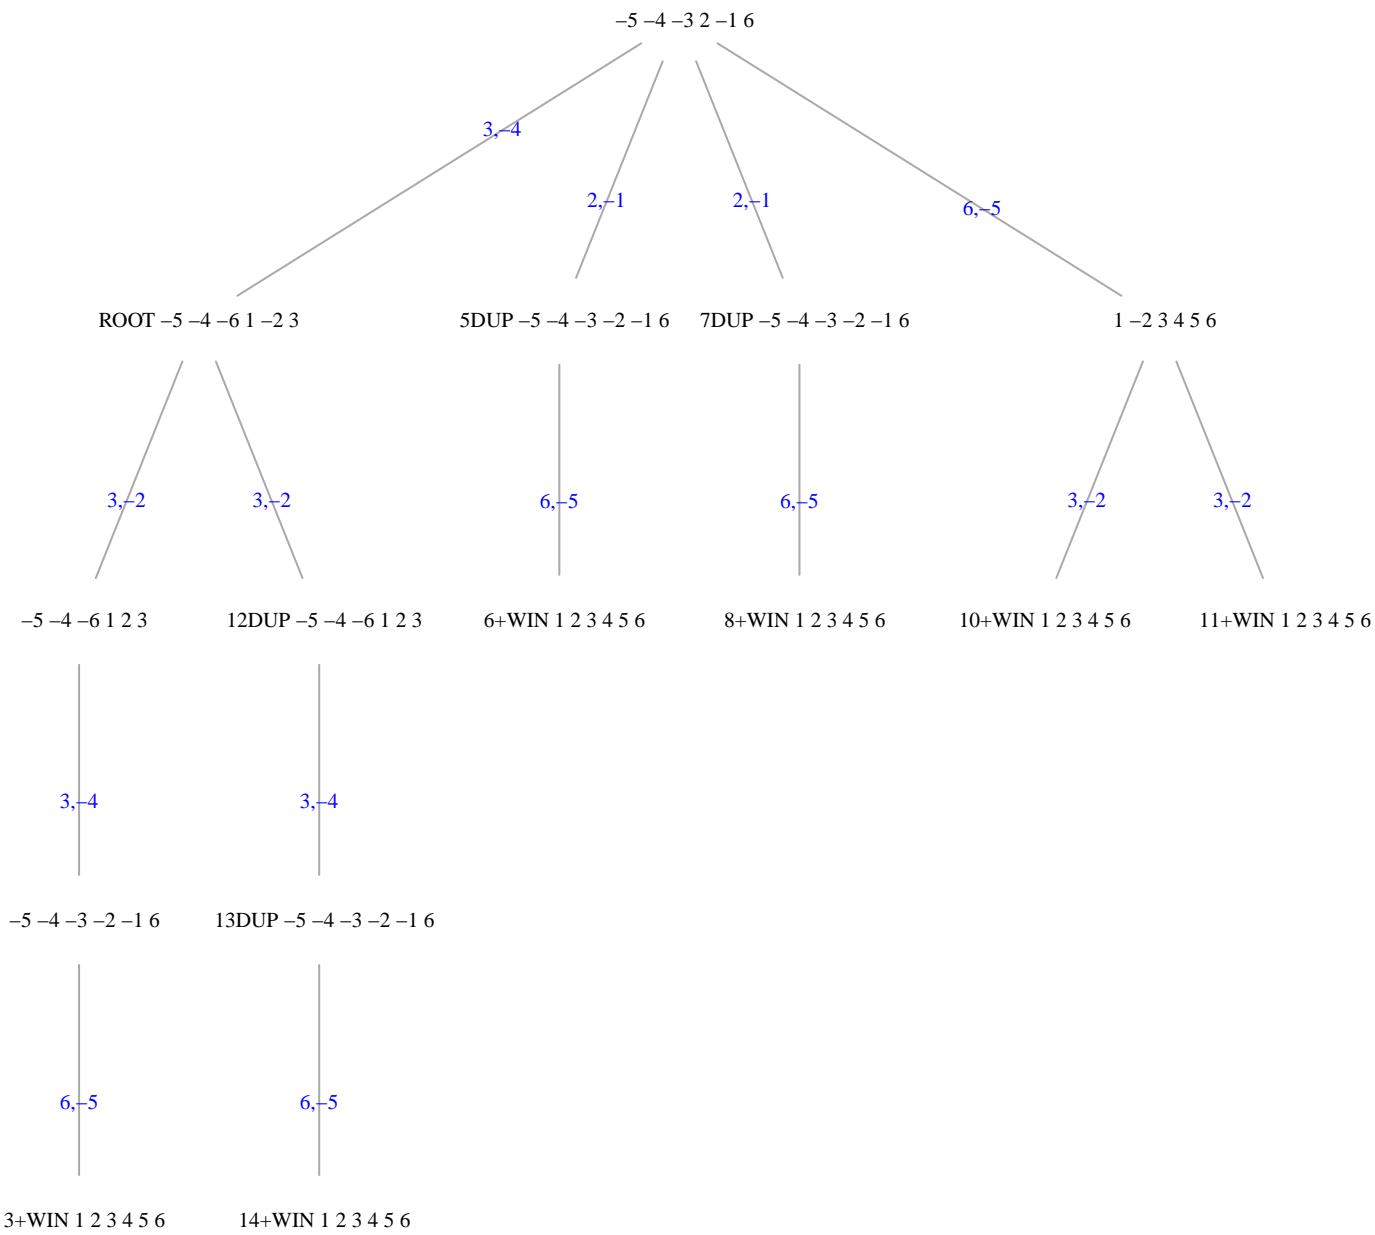 –5 –4 –3 2 –1 6
3,–4
2,–1
2,–1
6,–5
ROOT –5 –4 –6 1 –2 3
5DUP –5 –4 –3 –2 –1 6
7DUP –5 –4 –3 –2 –1 6
1 –2 3 4 5 6
3,–2
3,–2
6,–5
6,–5
3,–2
3,–2
–5 –4 –6 1 2 3
12DUP –5 –4 –6 1 2 3
6+WIN 1 2 3 4 5 6
8+WIN 1 2 3 4 5 6
10+WIN 1 2 3 4 5 6
11+WIN 1 2 3 4 5 6
3,–4
3,–4
–5 –4 –3 –2 –1 6
13DUP –5 –4 –3 –2 –1 6
6,–5
6,–5
3+WIN 1 2 3 4 5 6
14+WIN 1 2 3 4 5 6